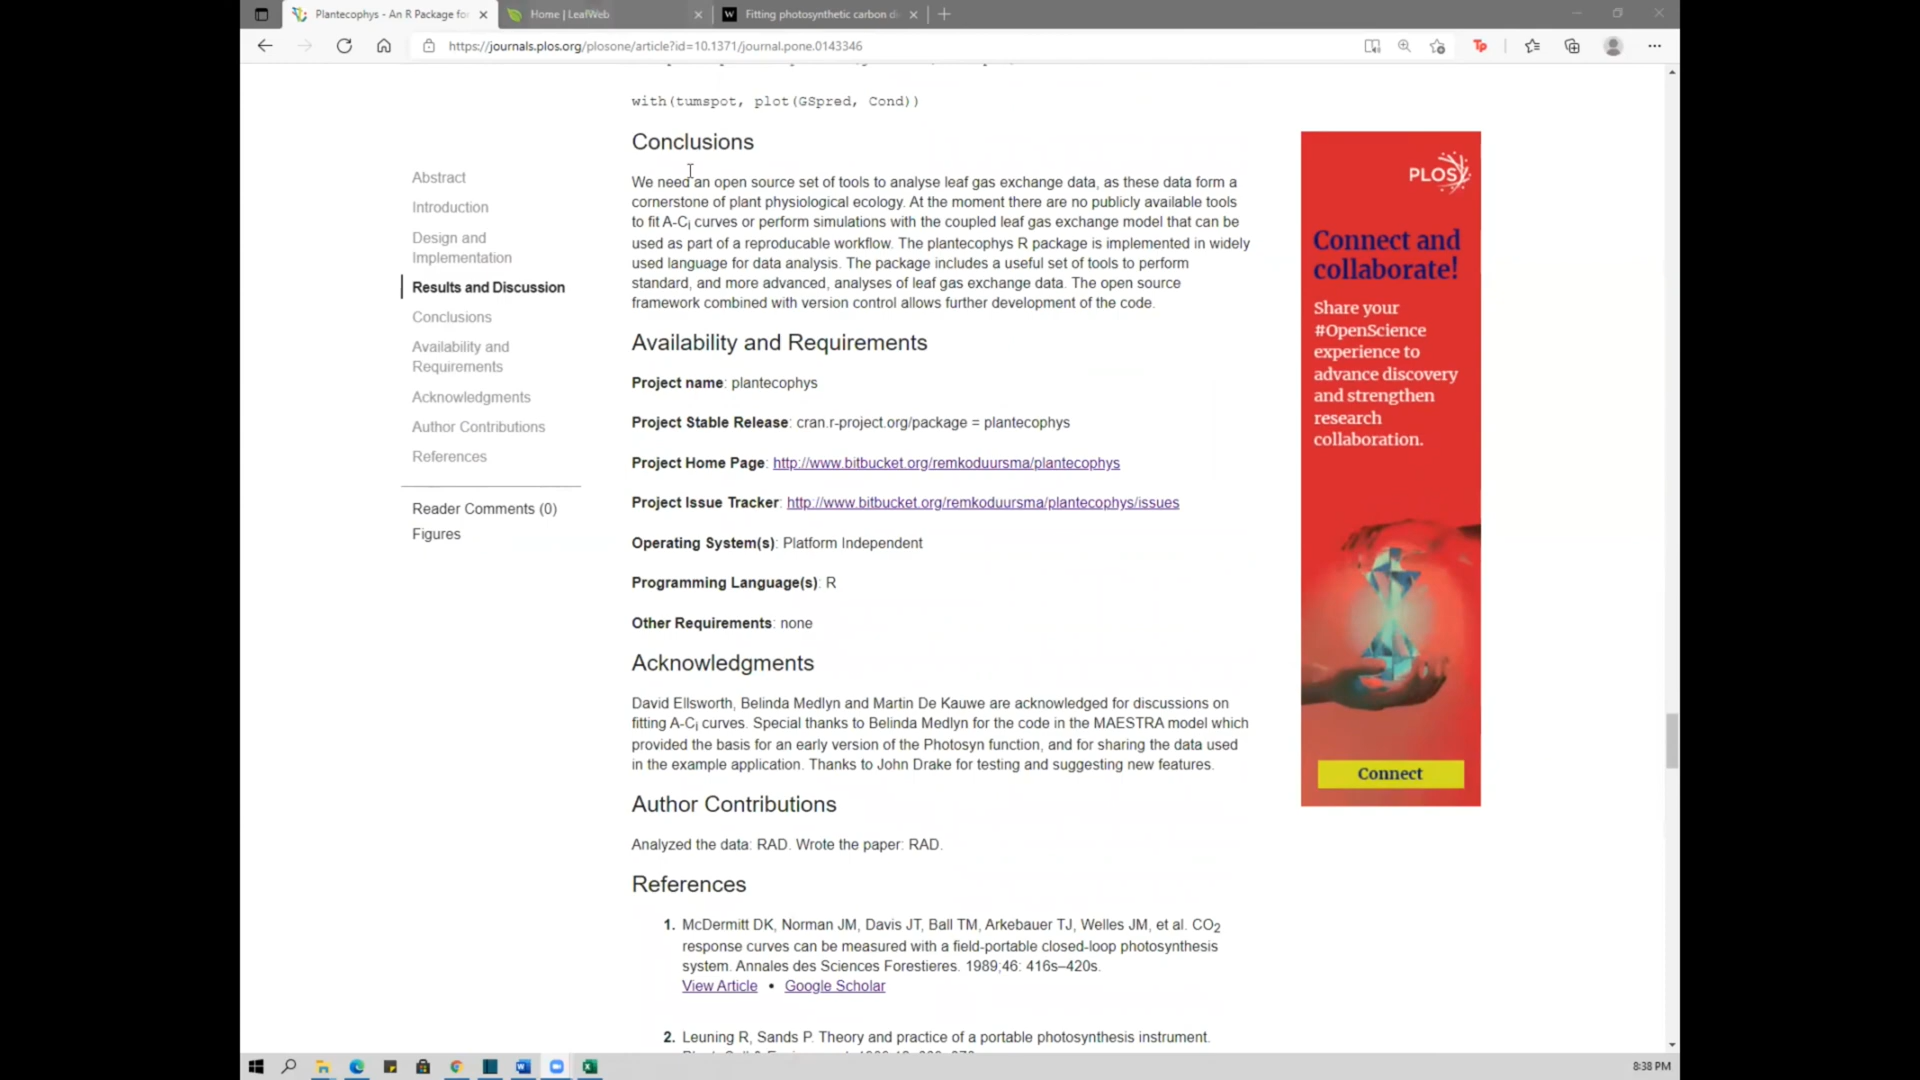 Plantecophys - An R Package for
Home | LeafWeb
Fitting photosynthetic carbon di
https://journals.plos.org/plosone/article?id=10.1371/journal.pone.0143346
with(tumspot, plot(GSpred, Cond))
Conclusions
We need an open source set of tools to analyse leaf gas exchange data, as these data form a
cornerstone of plant physiological ecology. At the moment there are no publicly available tools
to fit A-Ci curves or perform simulations with the coupled leaf gas exchange model that can be
used as part of a reproducable workflow. The plantecophys R package is implemented in widely
used language for data analysis. The package includes a useful set of tools to perform
standard, and more advanced, analyses of leaf gas exchange data. The open source
framework combined with version control allows further development of the code.
Availability and Requirements
Project name: plantecophys
Project Stable Release: cran.r-project.org/package = plantecophys
Project Home Page: http://www.bitbucket.org/remkoduursma/plantecophys
Project Issue Tracker: http://www.bitbucket.org/remkoduursma/plantecophys/issues
Operating System(s): Platform Independent
Programming Language(s): R
Other Requirements: none
Acknowledgments
David Ellsworth, Belinda Medlyn and Martin De Kauwe are acknowledged for discussions on
fitting A-Ci curves. Special thanks to Belinda Medlyn for the code in the MAESTRA model which
provided the basis for an early version of the Photosyn function, and for sharing the data used
in the example application. Thanks to John Drake for testing and suggesting new features.
Author Contributions
Analyzed the data: RAD. Wrote the paper: RAD.
References
1. McDermitt DK, Norman JM, Davis JT, Ball TM, Arkebauer TJ, Welles JM, et al. CO2
response curves can be measured with a field-portable closed-loop photosynthesis
system. Annales des Sciences Forestieres. 1989;46: 416s–420s.
View Article • Google Scholar
2. Leuning R, Sands P. Theory and practice of a portable photosynthesis instrument.
Abstract
Introduction
Design and
Implementation
Results and Discussion
Conclusions
Availability and
Requirements
Acknowledgments
Author Contributions
References
Reader Comments (0)
Figures
PLOS
Connect and
collaborate!
Share your
#OpenScience
experience to
advance discovery
and strengthen
research
collaboration.
Connect
8:38 PM